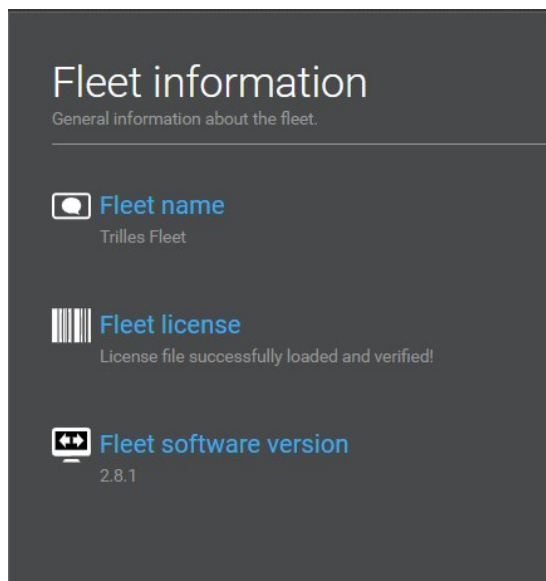 Fleet information
General information about the fleet.
Fleet name
Trilles Fleet
Fleet license
License file successfully loaded and verified!
Fleet software version
2.8.1